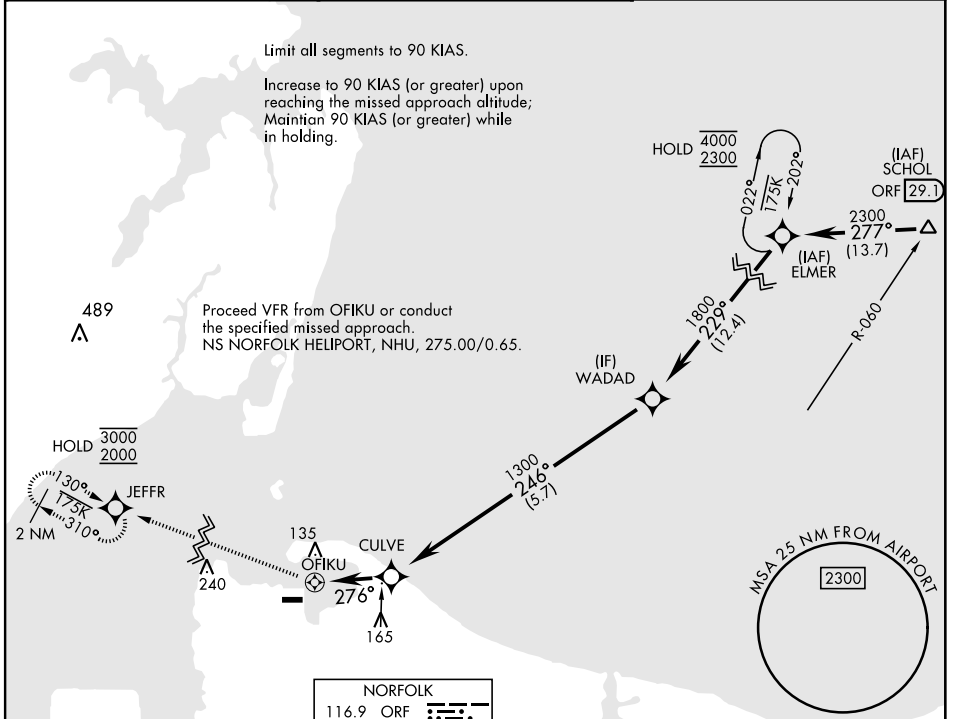 Limit all segments to 90 KIAS.
Increase to 90 KIAS (or greater) upon
reaching the missed approach altitude;
Maintian 90 KIAS (or greater) while
in holding.
HOLD 4000
2300
022°
175K
202°
(IAF)
SCHOL
ORF 29.1
2300
277°
(13.7)
(IAF)
ELMER
R-060
489
Proceed VFR from OFIKU or conduct
the specified missed approach.
NS NORFOLK HELIPORT, NHU, 275.00/0.65.
1800
229°
(12.4)
(IF)
WADAD
HOLD 3000
2000
130°
175K
310°
JEFFR
2 NM
1300
246°
(5.7)
135
OFIKU
CULVE
240
276°
165
MSA 25 NM FROM AIRPORT
2300
NORFOLK
116.9 ORF